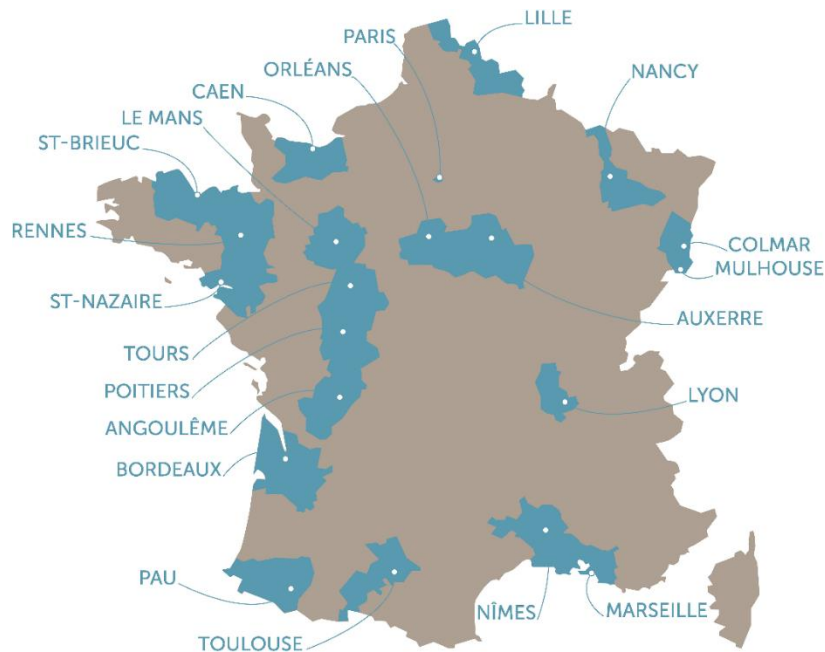 LILLE
PARIS
ORLÉANS
NANCY
CAEN
LE MANS
ST-BRIEUC
RENNES
COLMAR
MULHOUSE
ST-NAZAIRE
AUXERRE
TOURS
POITIERS
LYON
ANGOULÊME
BORDEAUX
PAU
NÎMES
MARSEILLE
TOULOUSE